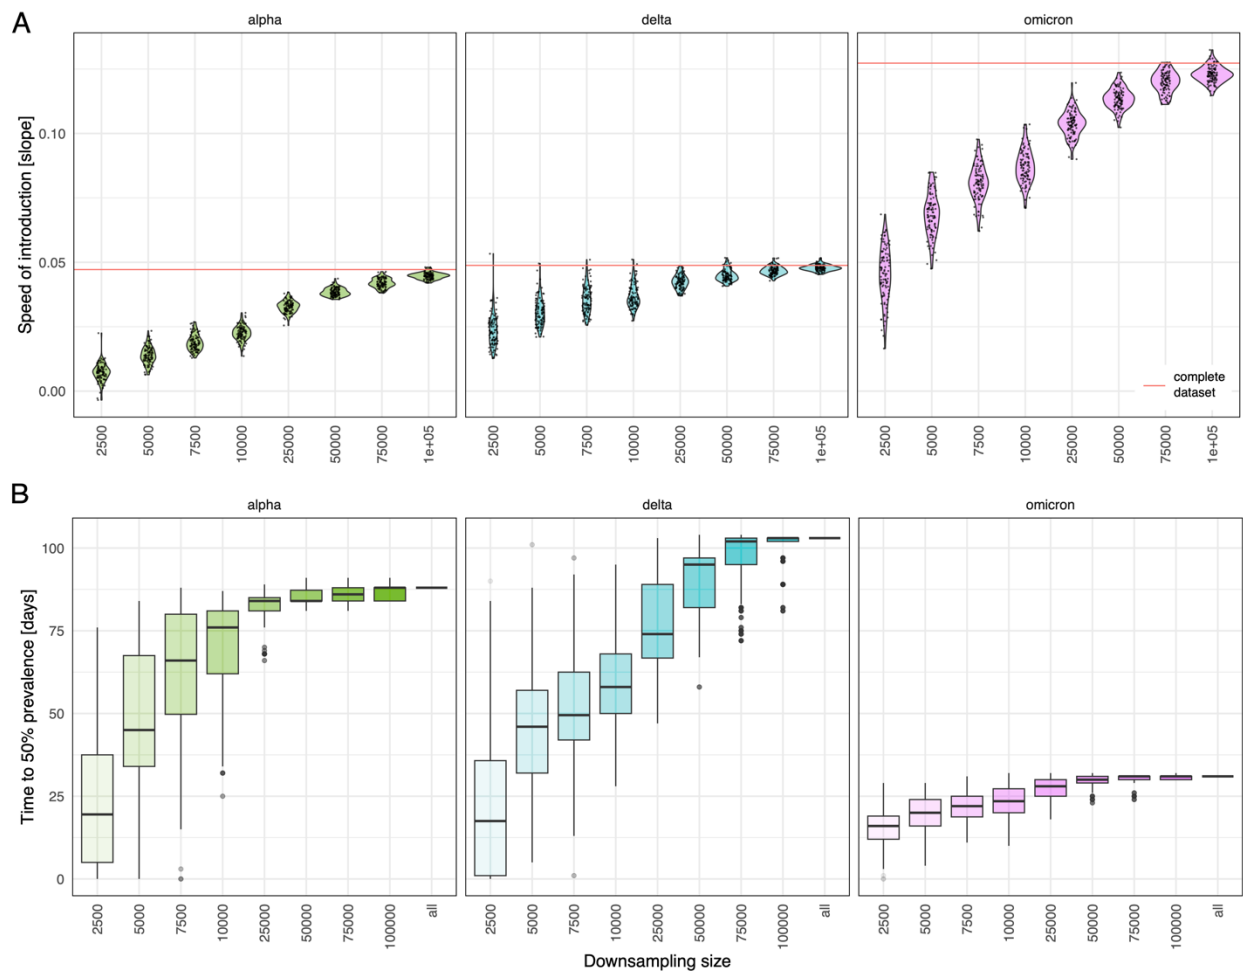 A
alpha
delta
omicron
Speed of introduction [slope]
0.10
0.05
0.00
complete
dataset
2500
5000
7500
10000
25000
50000
75000
1e+05
2500
5000
7500
10000
25000
50000
75000
1e+05
2500
5000
7500
10000
25000
50000
75000
1e+05
B
alpha
delta
omicron
Time to 50% prevalence [days]
100
75
50
25
0
2500
5000
7500
10000
25000
50000
75000
100000
all
2500
5000
7500
10000
25000
50000
75000
100000
all
2500
5000
7500
10000
25000
50000
75000
100000
all
Downsampling size